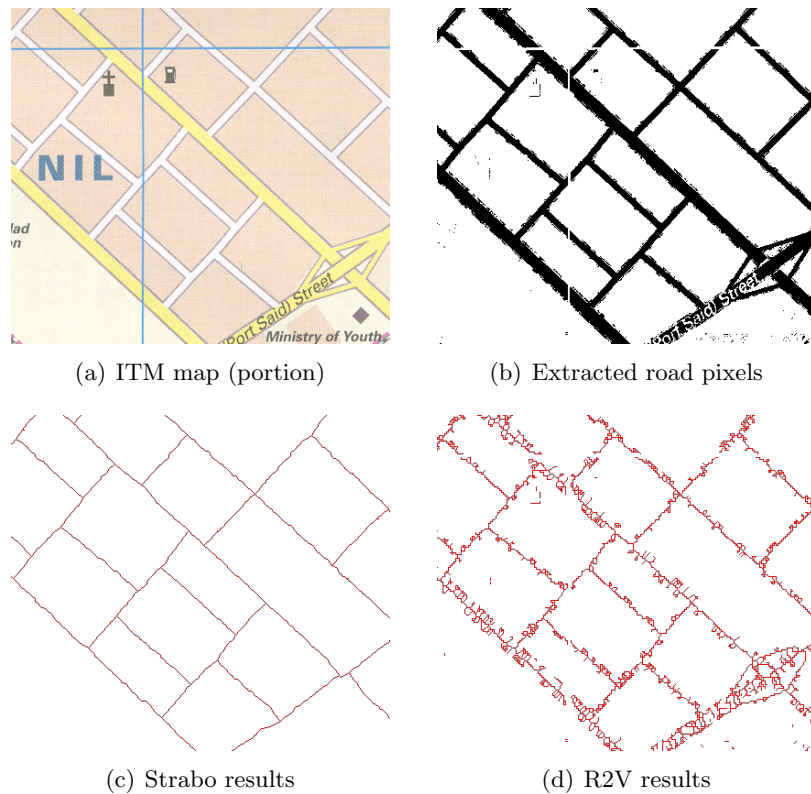 NIL
lad
on
(Port Said) Street
Ministry of Youth
(Port Said) Street
(a) ITM map (portion)
(b) Extracted road pixels
(c) Strabo results
(d) R2V results